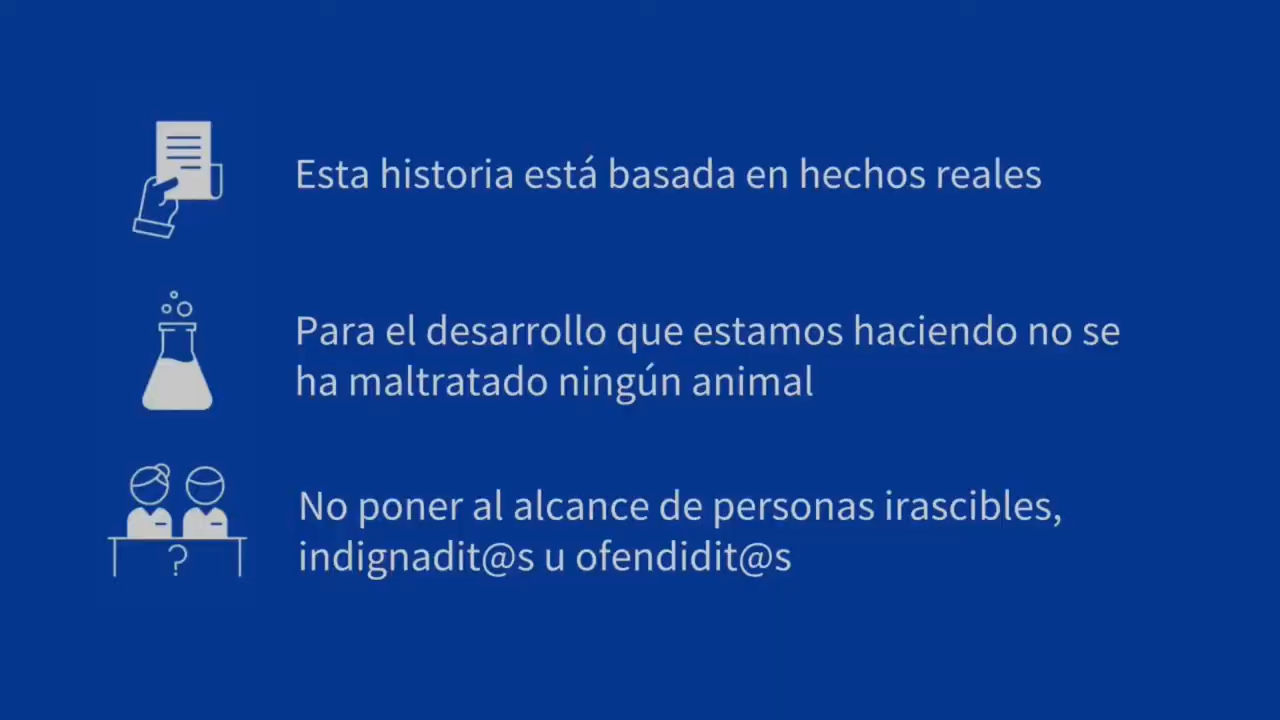 Esta historia está basada en hechos reales
Para el desarrollo que estamos haciendo no se
ha maltratado ningún animal
No poner al alcance de personas irascibles,
indignadit@s u ofendidit@s
?